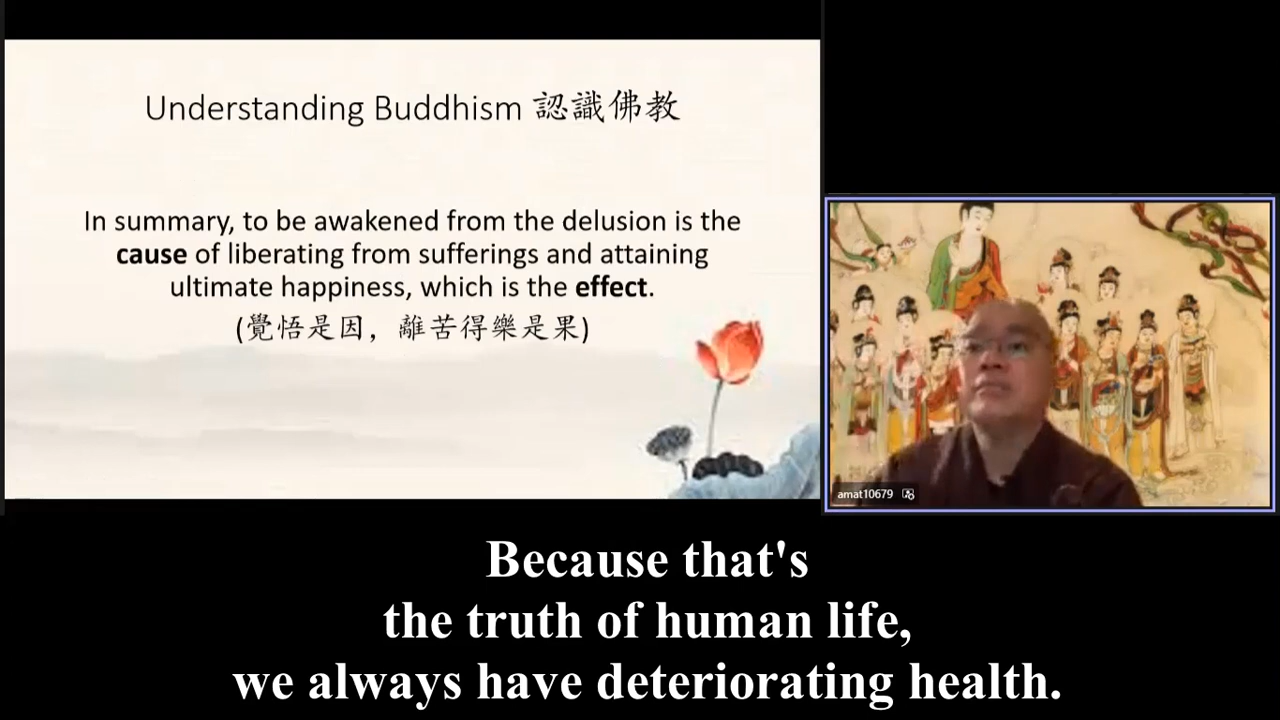 Understanding Buddhism 認識佛教
In summary, to be awakened from the delusion is the
cause of liberating from sufferings and attaining
ultimate happiness, which is the effect.
(覺悟是因，離苦得樂是果)
amat10679
Because that's
the truth of human life,
we always have deteriorating health.